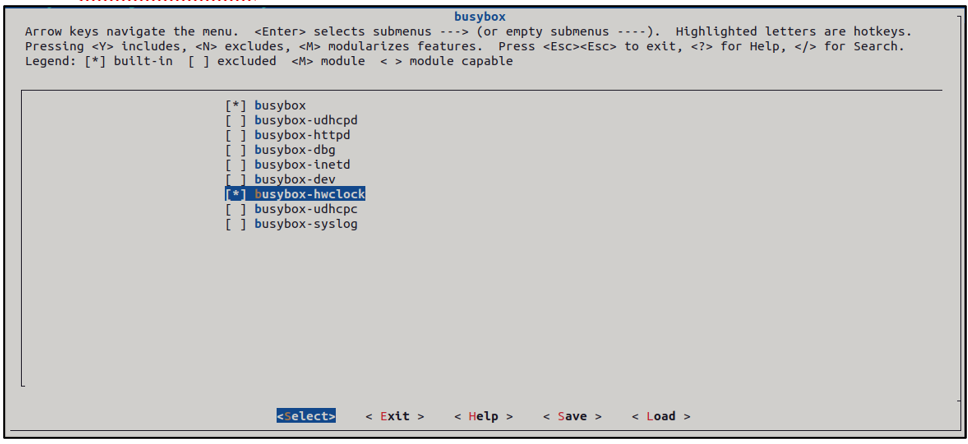 busybox
Arrow keys navigate the menu.  <Enter> selects submenus ---> (or empty submenus ----).  Highlighted letters are hotkeys.
Pressing <Y> includes, <N> excludes, <M> modularizes features.  Press <Esc><Esc> to exit, <?> for Help, </> for Search.
Legend: [*] built-in  [ ] excluded  <M> module  < > module capable
[*] busybox
[ ] busybox-udhcpd
[ ] busybox-httpd
[ ] busybox-dbg
[ ] busybox-inetd
[ ] busybox-dev
[*] busybox-hwclock
[ ] busybox-udhcpc
[ ] busybox-syslog
<Select>    < Exit >    < Help >    < Save >    < Load >